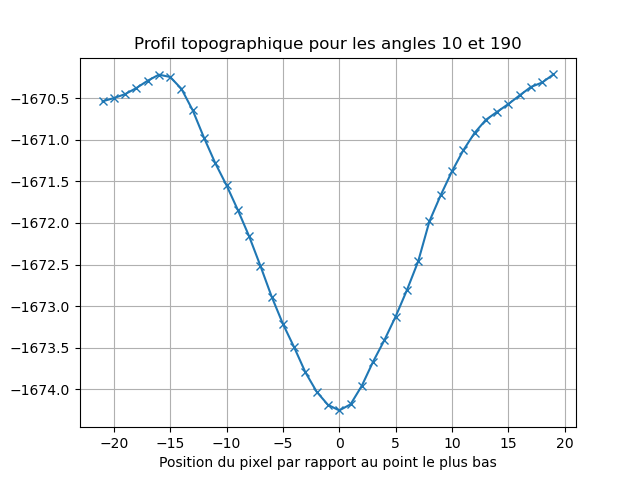 Profil topographique pour les angles 10 et 190
−1670.5
−1671.0
−1671.5
−1672.0
−1672.5
−1673.0
−1673.5
−1674.0
−20 −15 −10 −5 0 5 10 15 20
Position du pixel par rapport au point le plus bas